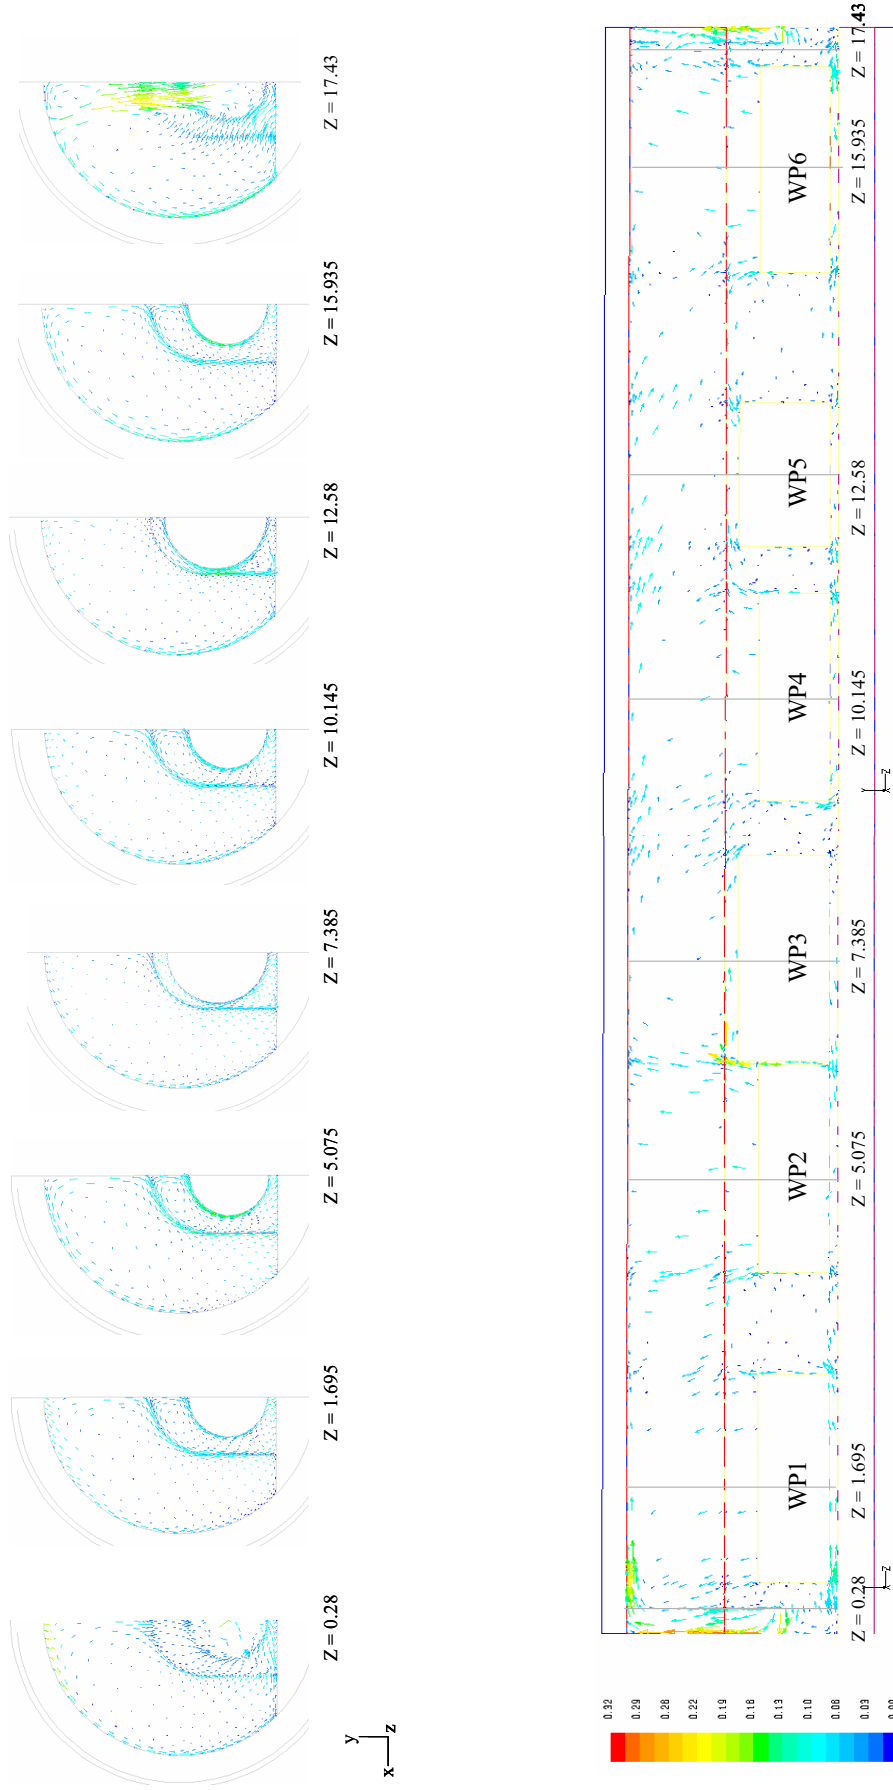 Z = 0.28
Z = 1.695
Z = 5.075
Z = 7.385
Z = 10.145
Z = 12.58
Z = 15.935
Z = 17.43
y
x
z
WP1
WP2
WP3
WP4
WP5
WP6
Z = 0.28
Z = 1.695
Z = 5.075
Z = 7.385
Z = 10.145
Z = 12.58
Z = 15.935
Z = 17.43
Z
Y
X
Z
0.32
0.29
0.26
0.22
0.19
0.16
0.13
0.10
0.06
0.03